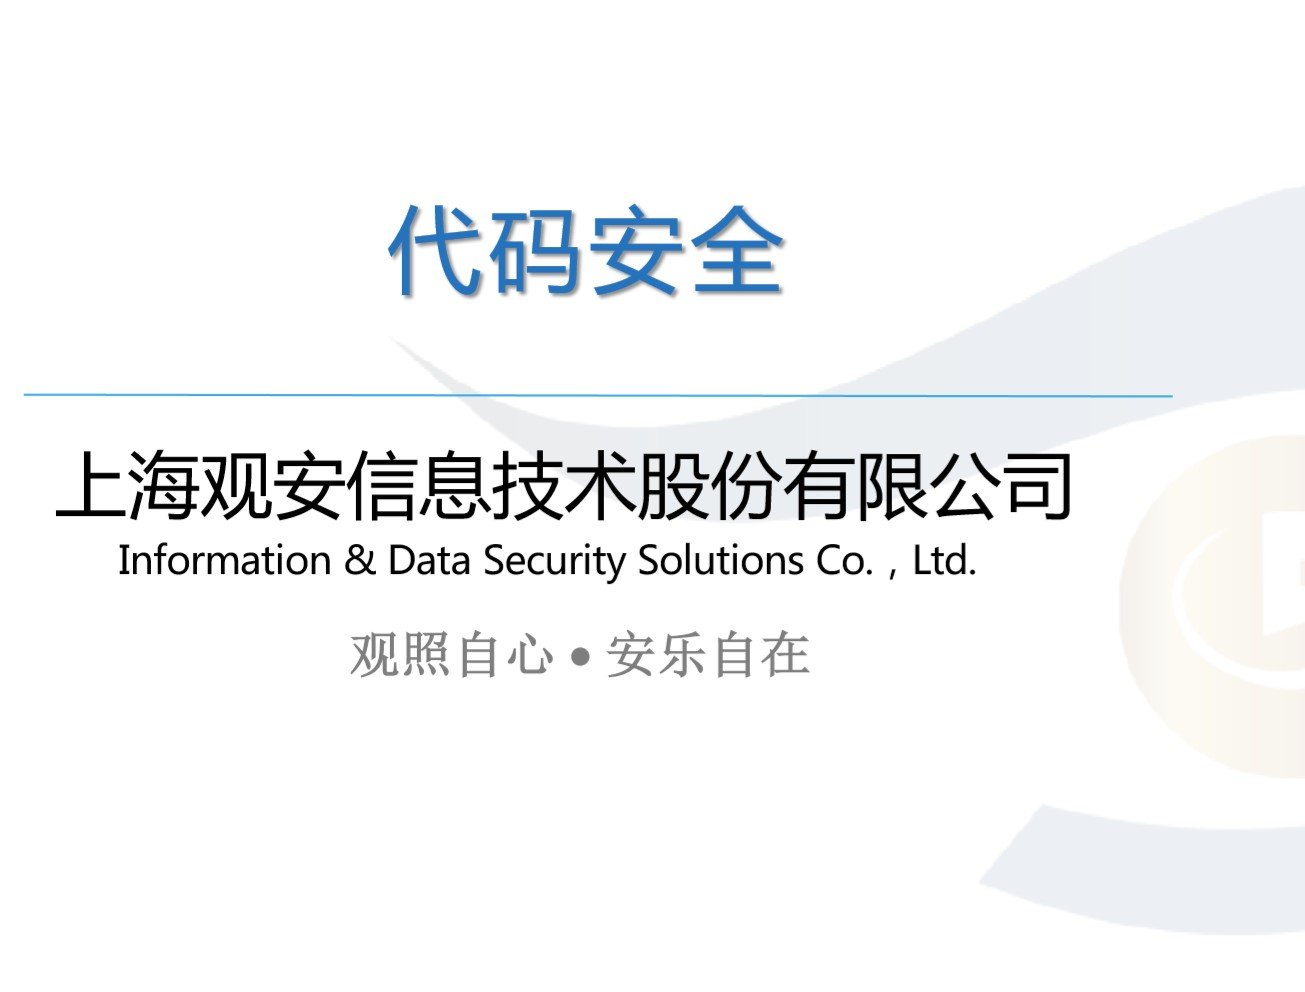 代码安全
上海观安信息技术股份有限公司
Information & Data Security Solutions Co.，Ltd.
观照自心 • 安乐自在